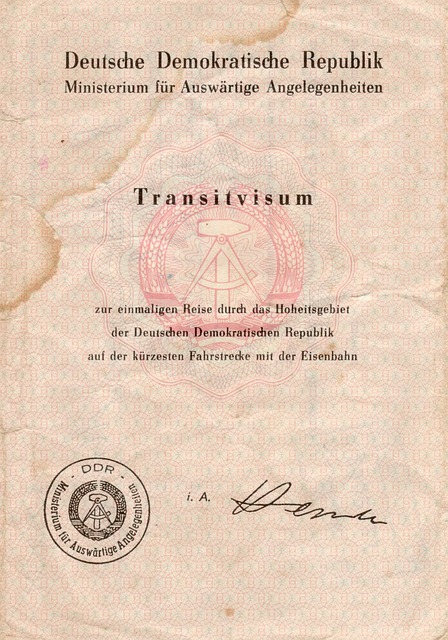 Deutsche Demokratische Republik
Ministerium für Auswärtige Angelegenheiten
Transitvisum
zur einmaligen Reise durch das Hoheitsgebiet
der Deutschen Demokratischen Republik
auf der kürzesten Fahrstrecke mit der Eisenbahn
- DDR -
Ministerium für Auswärtige Angelegenheiten
i. A.